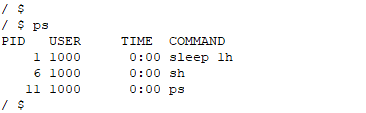 / $
/ $ ps
PID   USER     TIME  COMMAND
    1 1000      0:00 sleep 1h
    6 1000      0:00 sh
   11 1000      0:00 ps
/ $